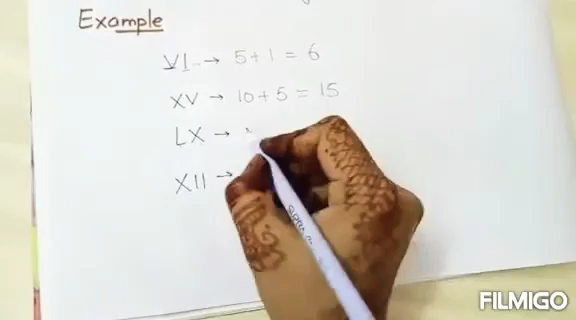 Example
VI → 5+1 = 6
XV → 10+5 = 15
LX →
XII →
FILMIGO